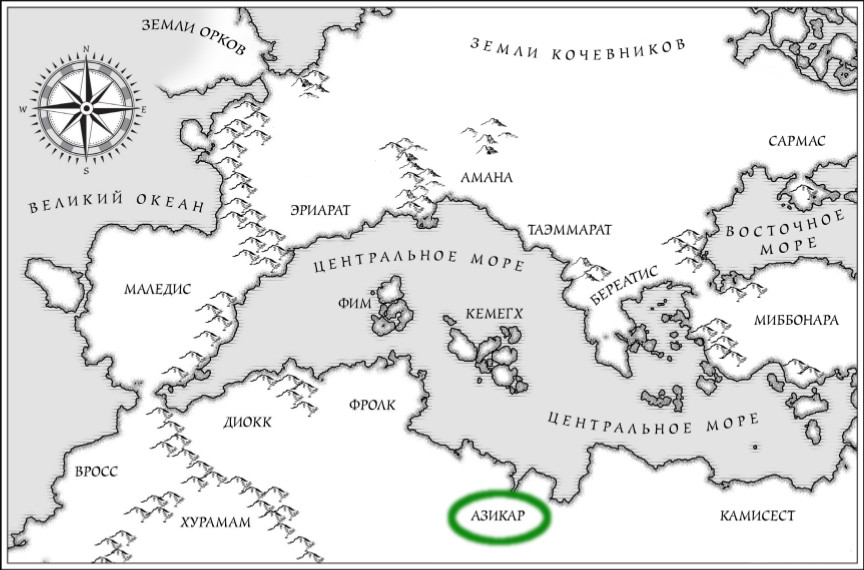 ЗЕМЛИ ОРКОВ
ЗЕМЛИ КОЧЕВНИКОВ
N
W
E
S
САРМАС
АМАНА
ВЕЛИКИЙ ОКЕАН
ЭРИАРАТ
ТАЭММАРАТ
ВОСТОЧНОЕ
МОРЕ
ЦЕНТРАЛЬНОЕ МОРЕ
МАЛЕДИС
БЕРЕАТИС
ФИМ
КЕМЕГХ
МИББОНАРА
ФРОЛК
ДИОКК
ЦЕНТРАЛЬНОЕ МОРЕ
ВРОСС
ХУРАМАМ
АЗИКАР
КАМИСЕСТ